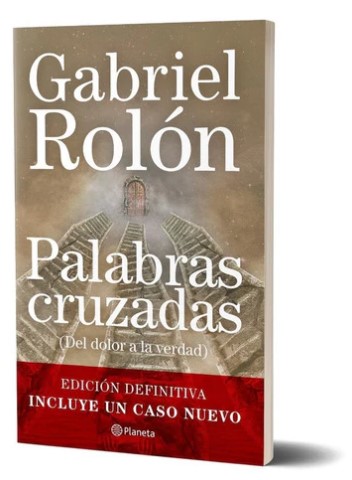 Gabriel
Rolón
Palabras
cruzadas
(Del dolor a la verdad)
EDICIÓN DEFINITIVA
INCLUYE UN CASO NUEVO
Planeta